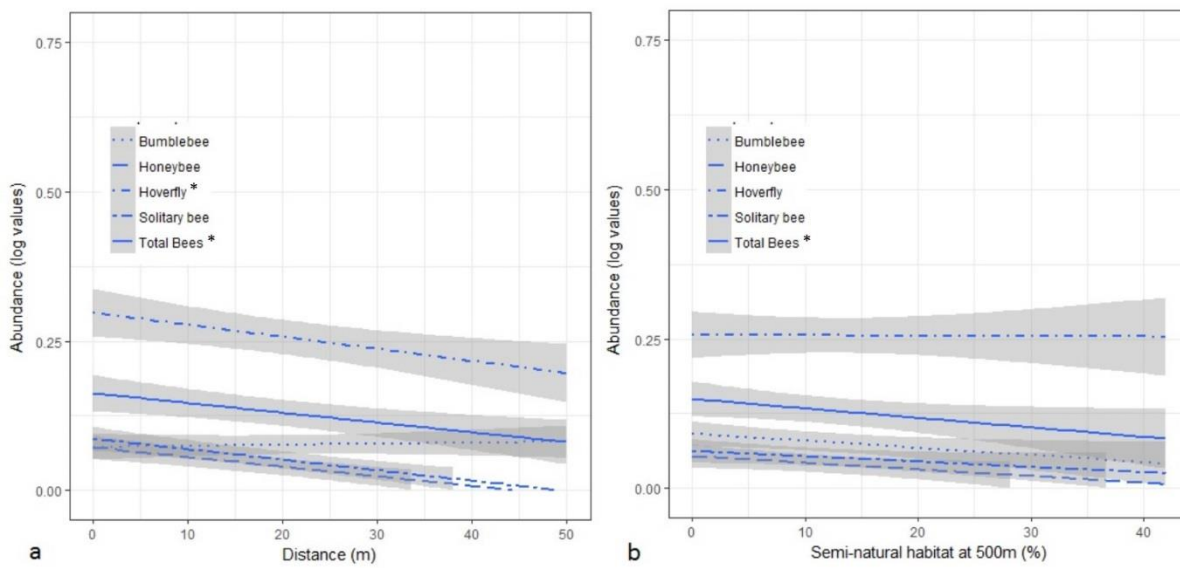 0.75
0.50
0.25
0.00
Abundance (log values)
Bumblebee
Honeybee
Hoverfly *
Solitary bee
Total Bees *
0 10 20 30 40 50
a Distance (m)
0.75
0.50
0.25
0.00
Abundance (log values)
Bumblebee
Honeybee
Hoverfly
Solitary bee
Total Bees *
0 10 20 30 40
b Semi-natural habitat at 500m (%)